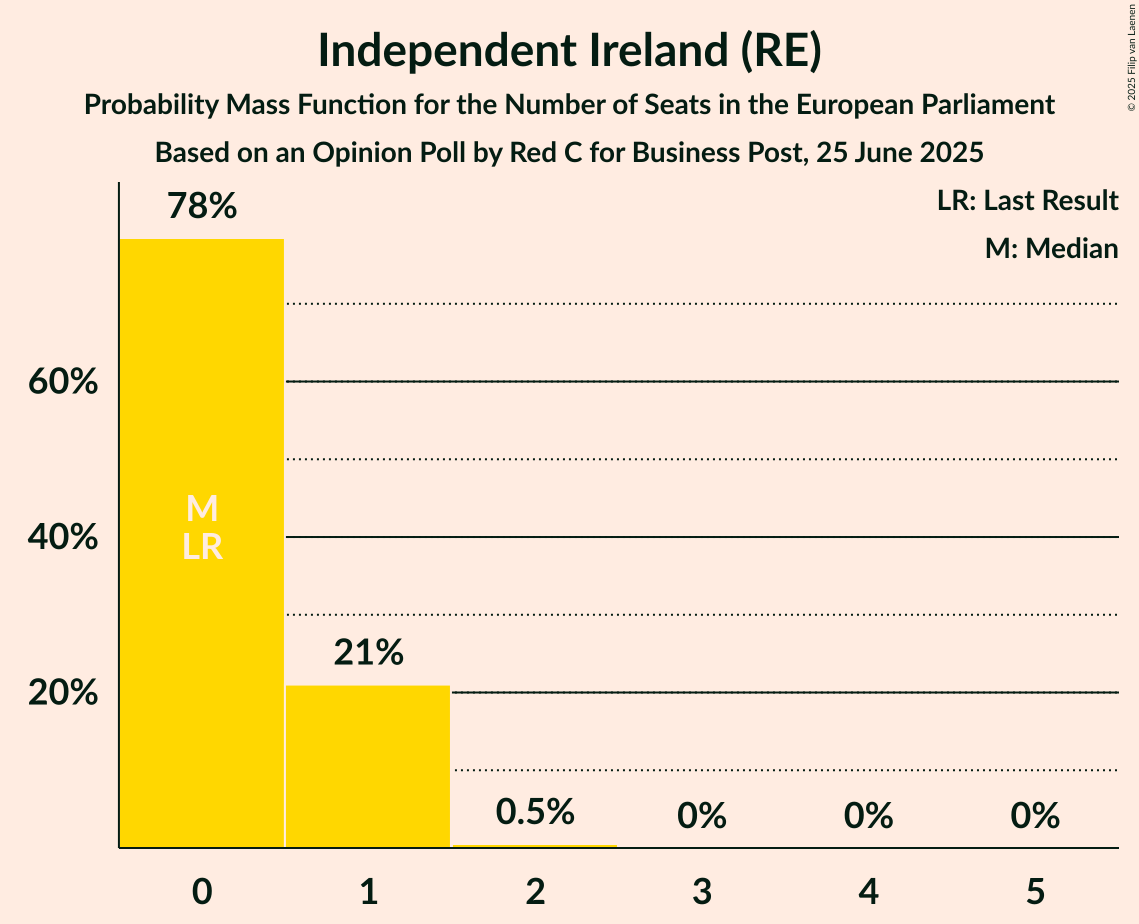 Independent Ireland (RE)
Probability Mass Function for the Number of Seats in the European Parliament
Based on an Opinion Poll by Red C for Business Post, 25 June 2025
© 2025 Filip van Laenen
LR: Last Result
M: Median
78%
60%
M
40%
LR
21%
20%
0.5%
0%
0%
0%
0
1
2
3
4
5